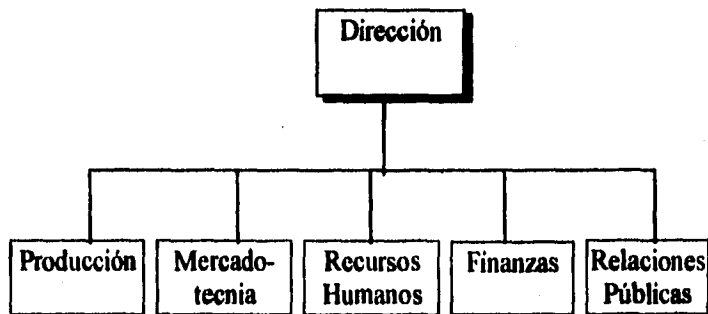 Dirección
Producción
Mercado-
tecnia
Recursos
Humanos
Finanzas
Relaciones
Públicas